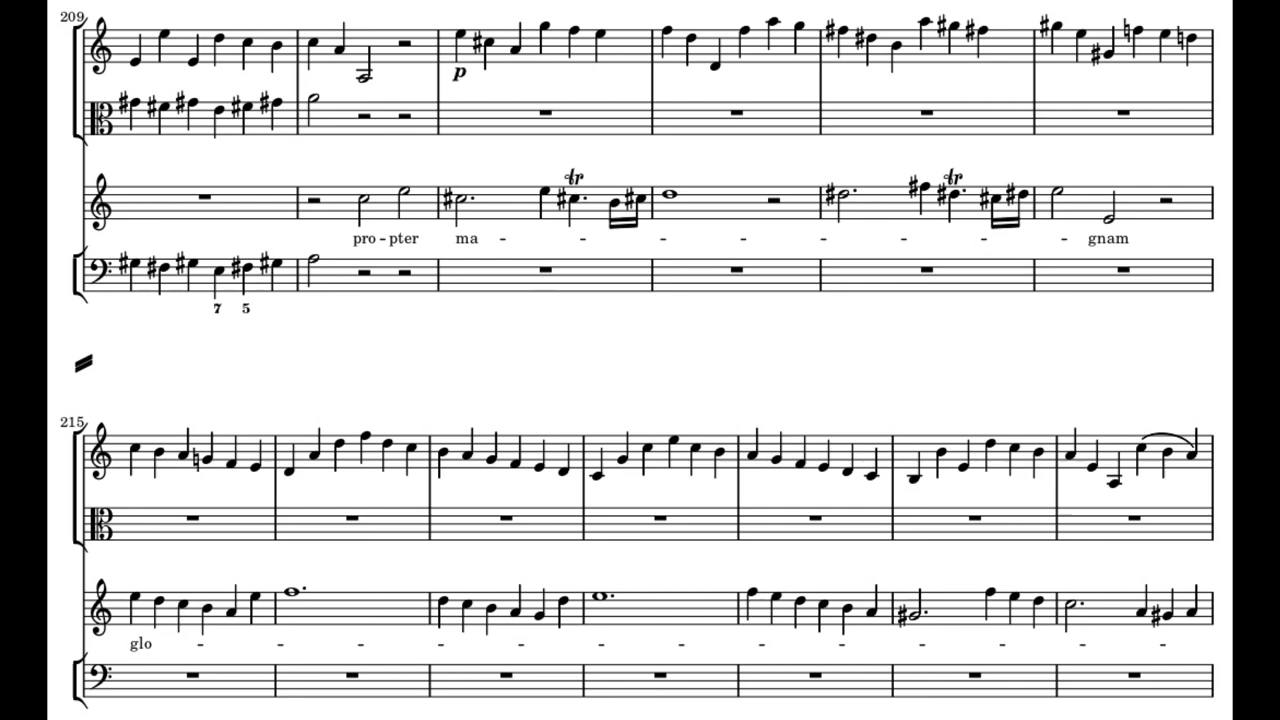 209
p
tr
tr
pro - pter ma - - - - - - - - gnam
7 5
215
glo - - - - - - - - - - - - -